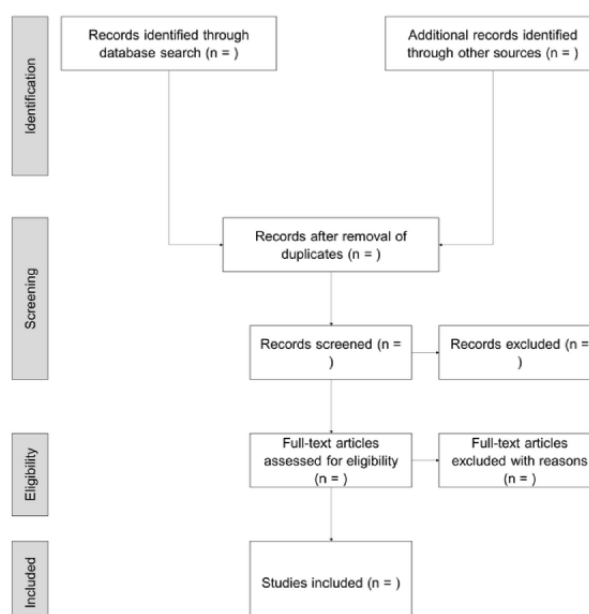 Identification
Records identified through
database search (n = )
Additional records identified
through other sources (n = )
Screening
Records after removal of
duplicates (n = )
Records screened (n =
)
Records excluded (n =
)
Eligibility
Full-text articles
assessed for eligibility
(n = )
Full-text articles
excluded with reasons
(n = )
Included
Studies included (n = )